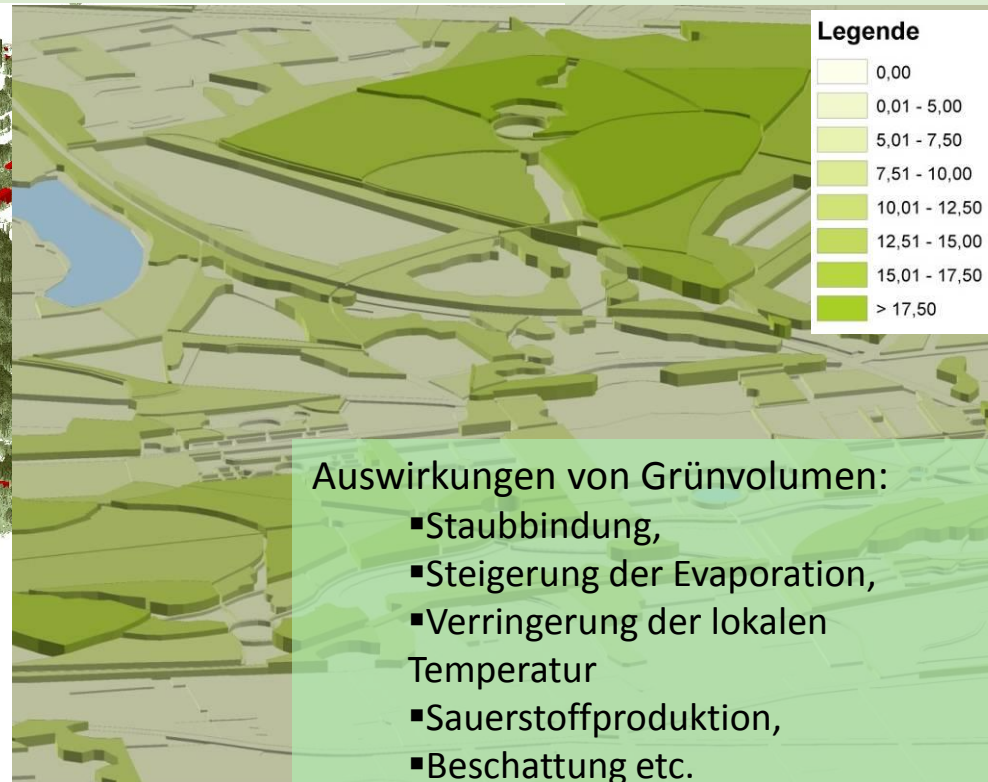 Legende
0,00
0,01 - 5,00
5,01 - 7,50
7,51 - 10,00
10,01 - 12,50
12,51 - 15,00
15,01 - 17,50
> 17,50
Auswirkungen von Grünvolumen:
▪Staubbindung,
▪Steigerung der Evaporation,
▪Verringerung der lokalen
Temperatur
▪Sauerstoffproduktion,
▪Beschattung etc.